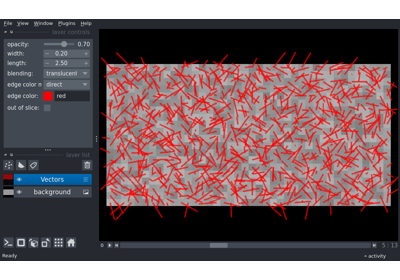 File View Window Plugins Help
layer controls
opacity: 0.70
width: 0.20
length: 2.50
blending: translucent
edge color m direct
edge color: red
out of slice:
layer list
Vectors
background
0
5 13
Ready
activity